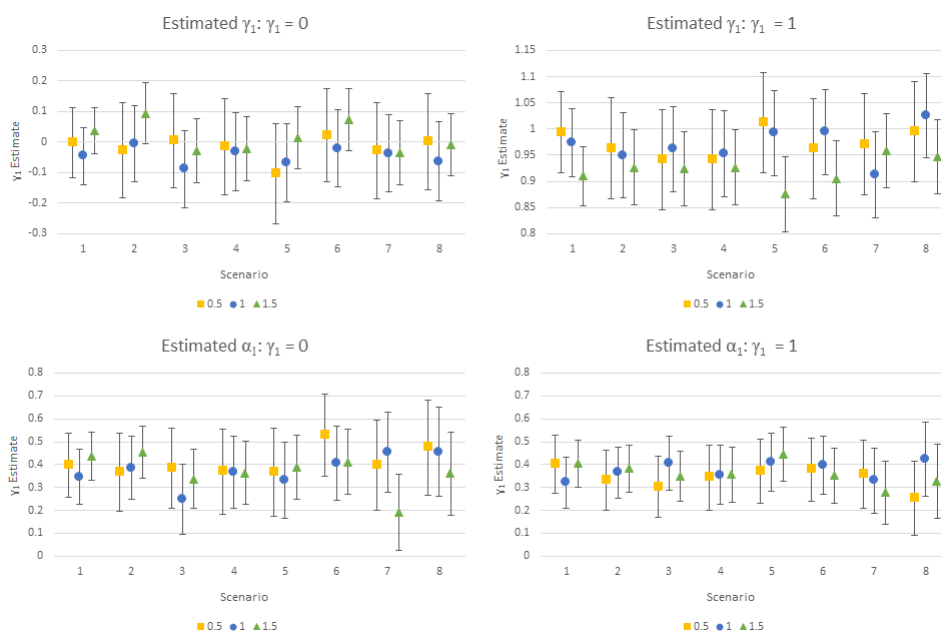 Estimated γ₁: γ₁ = 0
0.3
0.2
0.1
0
-0.1
-0.2
-0.3
γ₁ Estimate
1 2 3 4 5 6 7 8
Scenario
0.5 1 1.5
Estimated γ₁: γ₁ = 1
1.15
1.1
1.05
1
0.95
0.9
0.85
0.8
γ₁ Estimate
1 2 3 4 5 6 7 8
Scenario
0.5 1 1.5
Estimated α₁: γ₁ = 0
0.8
0.7
0.6
0.5
0.4
0.3
0.2
0.1
0
γ₁ Estimate
1 2 3 4 5 6 7 8
Scenario
0.5 1 1.5
Estimated α₁: γ₁ = 1
0.8
0.7
0.6
0.5
0.4
0.3
0.2
0.1
0
γ₁ Estimate
1 2 3 4 5 6 7 8
Scenario
0.5 1 1.5